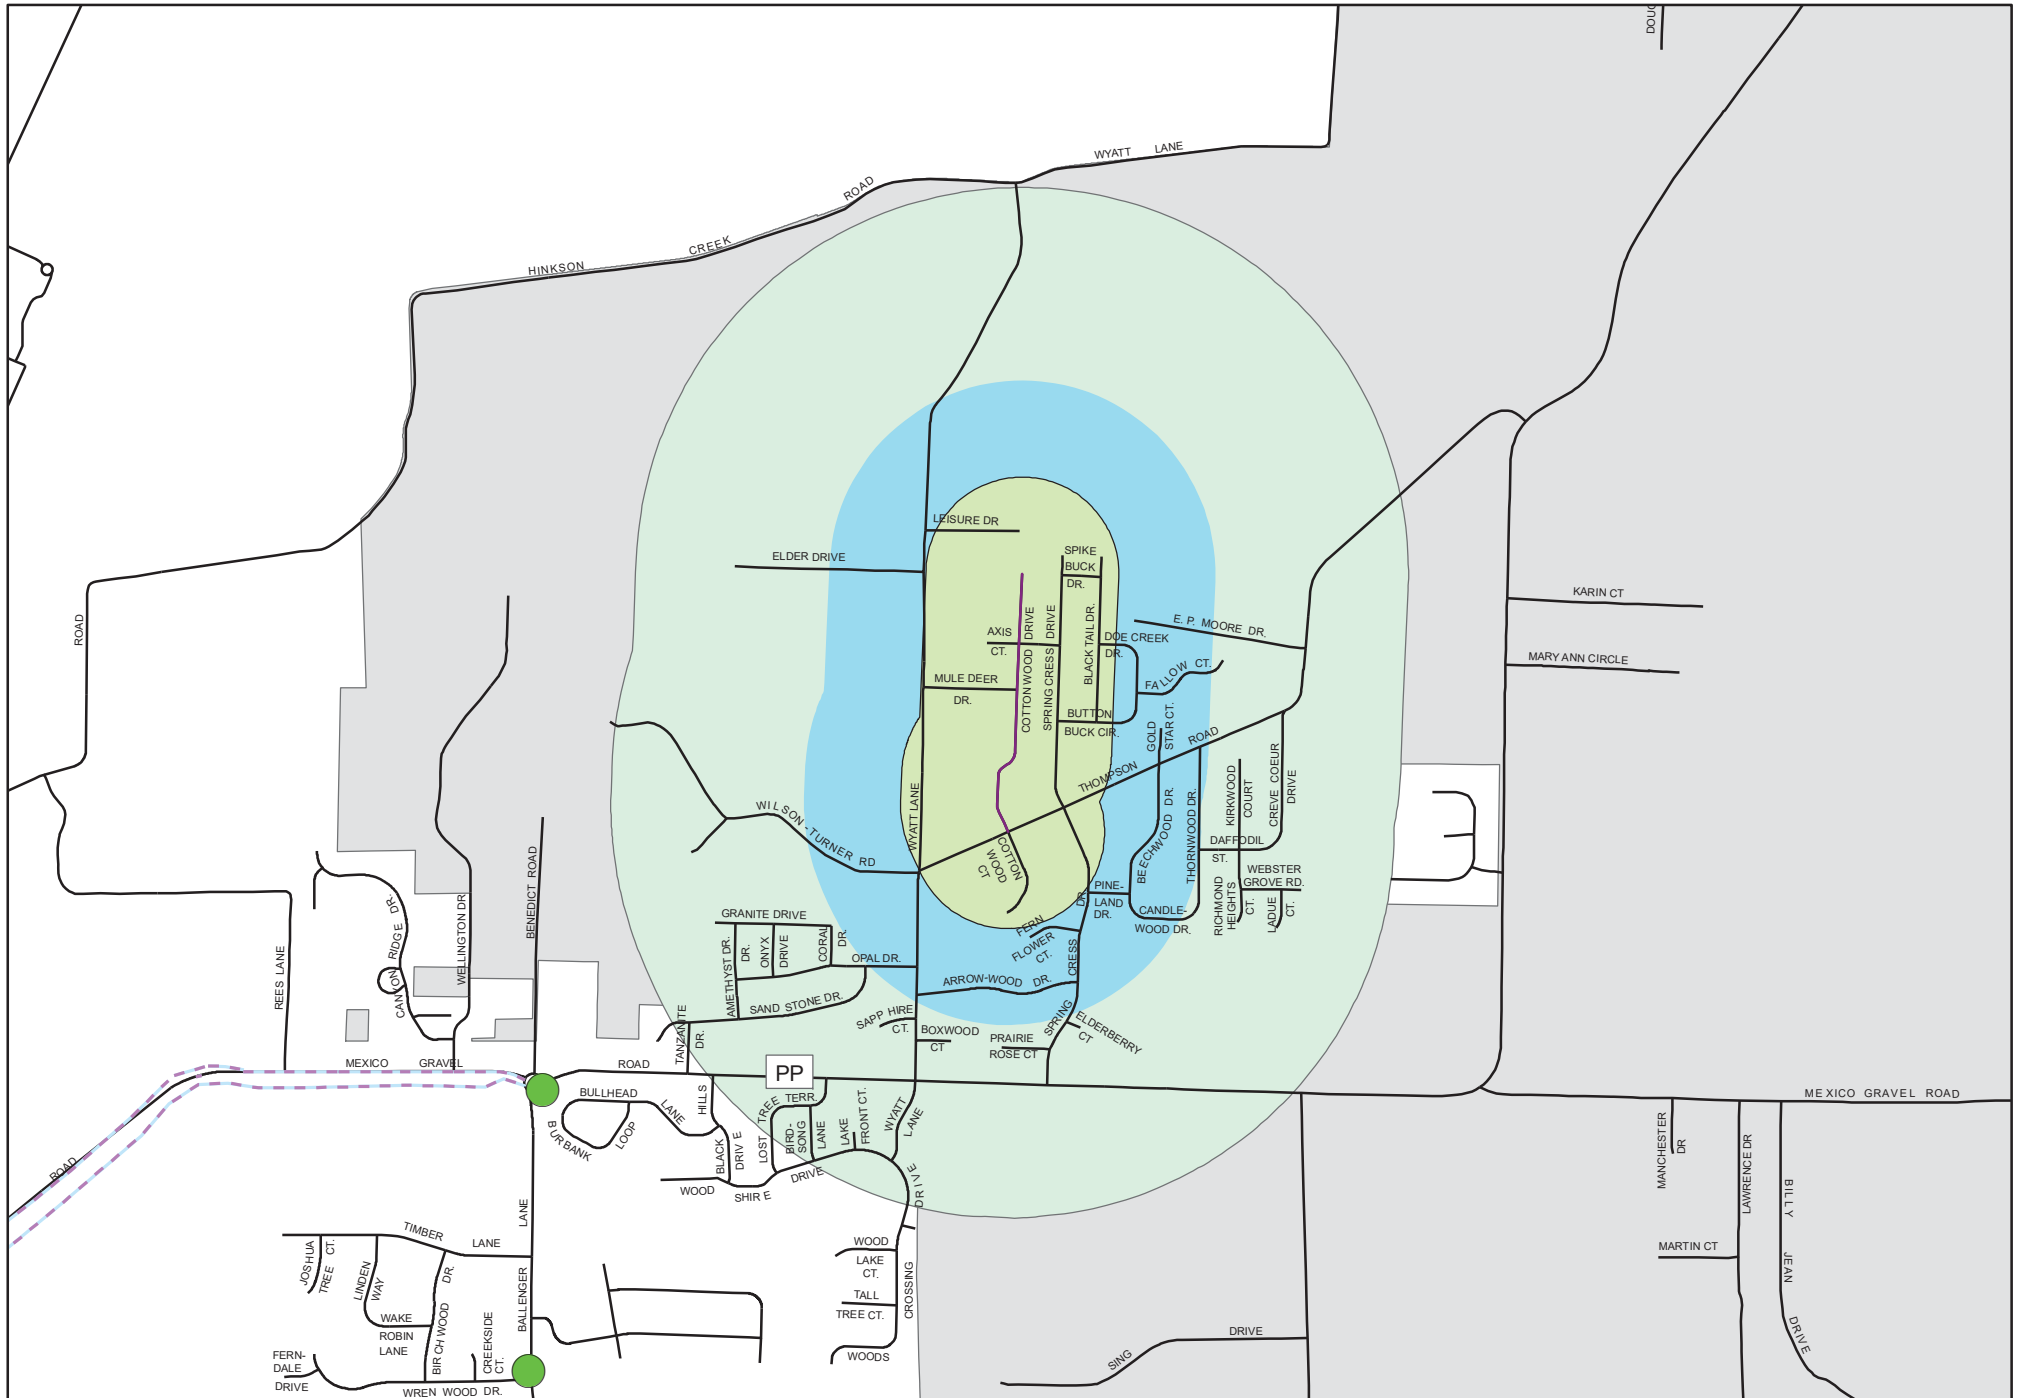 DOUG
WYATT LANE
ROAD
CREEK
HINKSON
LEISURE DR
ELDER DRIVE
SPIKE
BUCK
DR.
ROAD
KARIN CT
MARY ANN CIRCLE
E. P. MOORE DR.
AXIS
CT.
COTTON WOOD DRIVE
SPRING CRESS DRIVE
BLACK TAIL DR.
DOE CREEK
DR.
FALLOW CT.
MULE DEER
DR.
BUTTON
BUCK CIR.
GOLD
STAR CT.
THOMPSON ROAD
WYATT LANE
WILSON-TURNER RD
COTTON
WOOD
CT
BEECHWOOD DR.
THORNWOOD DR.
KIRKWOOD
COURT
CREVE COEUR
DRIVE
DAFFODIL
ST.
WEBSTER
GROVE RD.
RICHMOND
HEIGHTS
CT.
LADUE
CT.
PINE-
LAND
DR.
CANDLE-
WOOD DR.
FERN
FLOWER
CT.
SPRING CRESS DR.
ARROW-WOOD DR.
GRANITE DRIVE
AMETHYST DR.
DR.
ONYX
DRIVE
CORAL
DR.
OPAL DR.
SAND STONE DR.
TANZANITE
DR.
SAPP HIRE
CT.
BOXWOOD
CT
PRAIRIE
ROSE CT
ELDERBERRY
CT
REES LANE
CANYON RIDGE DR.
WELLINGTON DR
BENEDICT ROAD
MEXICO GRAVEL ROAD
PP
MEXICO GRAVEL ROAD
ROAD
BULLHEAD
LANE
BURBANK
LOOP
HILLS
BLACK
DRIVE
LOST TREE TERR.
BIRD-
SONG
LANE
LAKE
FRONT CT.
WYATT
LANE
WOOD
SHIRE
DRIVE
DRIVE
CROSSING
MANCHESTER
DR
LAWRENCE DR
BILLY JEAN DRIVE
MARTIN CT
TIMBER LANE
BALLENGER LANE
JOSHUA
TREE CT.
LINDEN
WAY
WAKE
ROBIN
LANE
BIRCHWOOD DR.
CREEKSIDE
CT.
FERN-
DALE
DRIVE
WREN WOOD DR.
WOOD
LAKE
CT.
TALL
TREE CT.
WOODS
SING
DRIVE